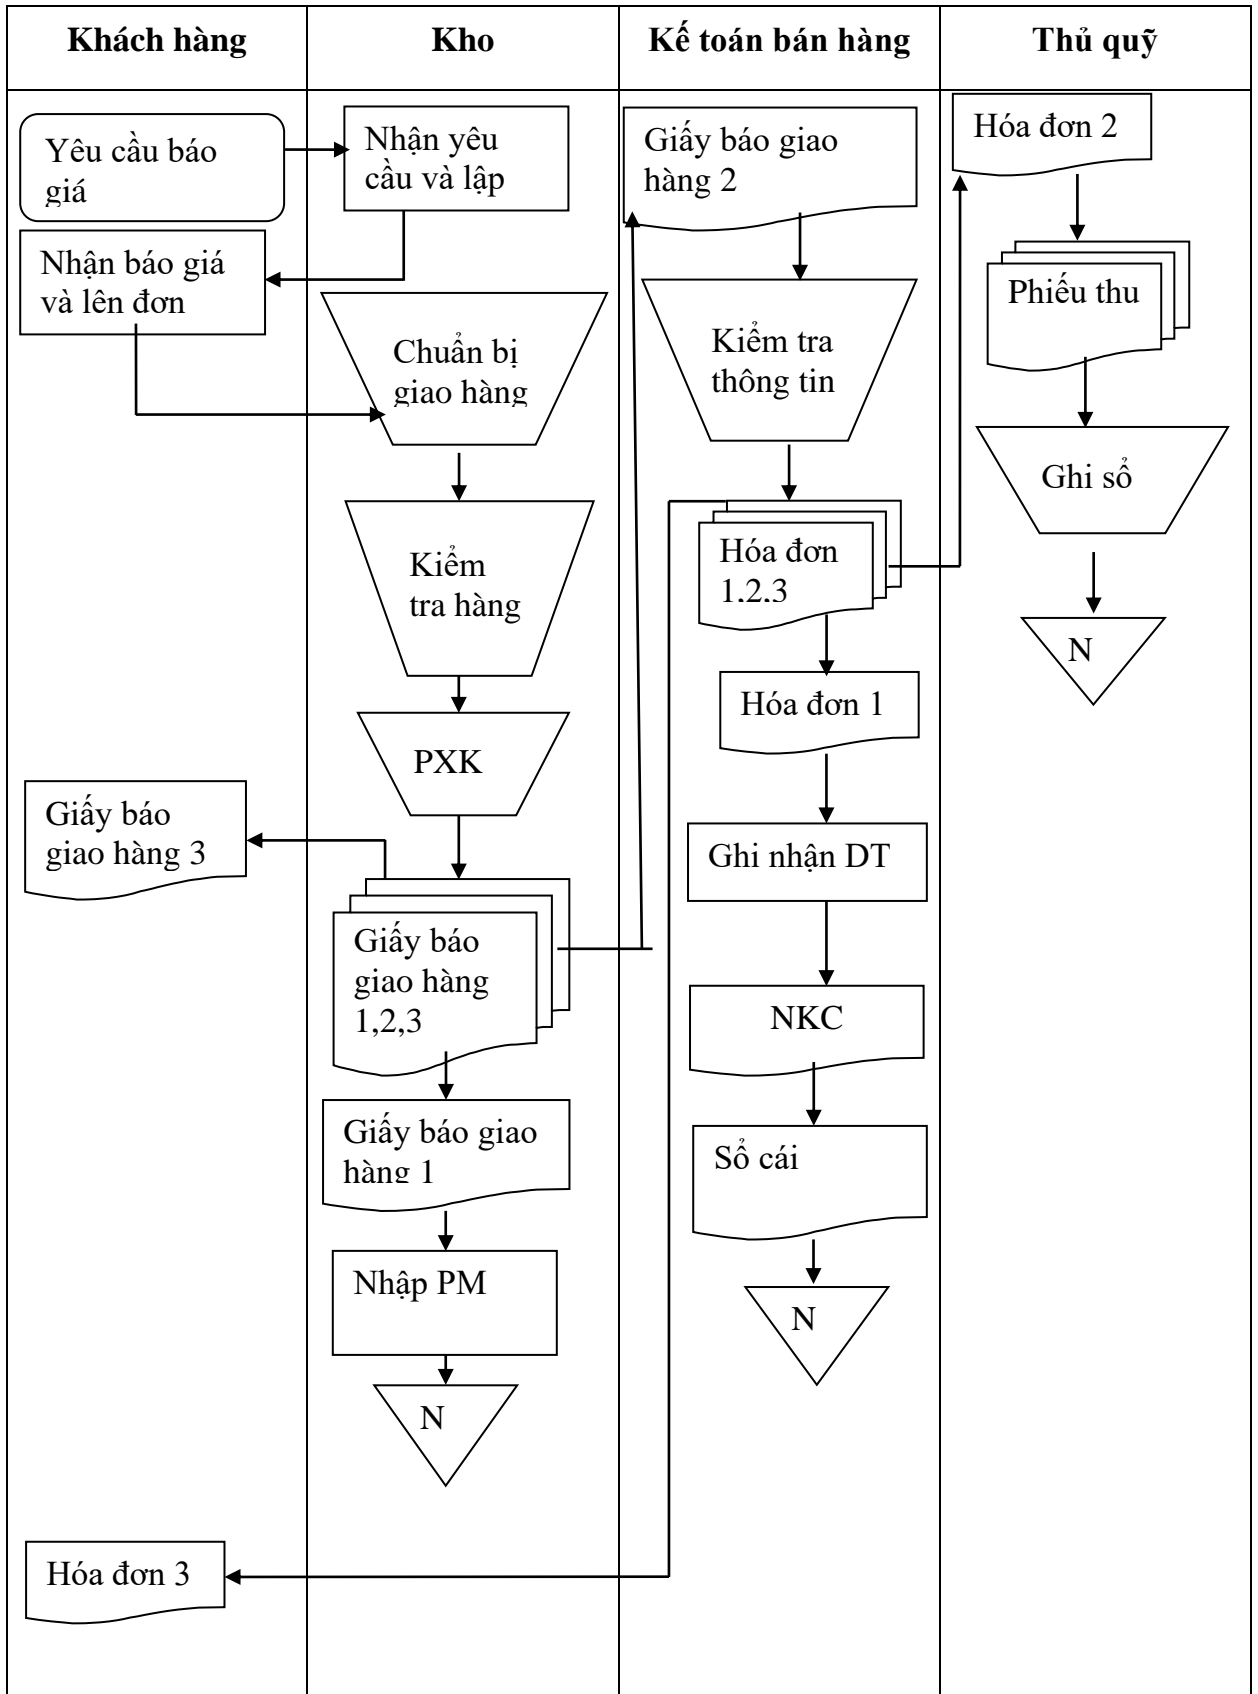 Khách hàng
Kho
Kế toán bán hàng
Thủ quỹ
Yêu cầu báo
giá
Nhận báo giá
và lên đơn
Giấy báo
giao hàng 3
Hóa đơn 3
Nhận yêu
cầu và lập
Chuẩn bị
giao hàng
Kiểm
tra hàng
PXK
Giấy báo
giao hàng
1,2,3
Giấy báo giao
hàng 1
Nhập PM
N
Giấy báo giao
hàng 2
Kiểm tra
thông tin
Hóa đơn
1,2,3
Hóa đơn 1
Ghi nhận DT
NKC
Sổ cái
N
Hóa đơn 2
Phiếu thu
Ghi sổ
N